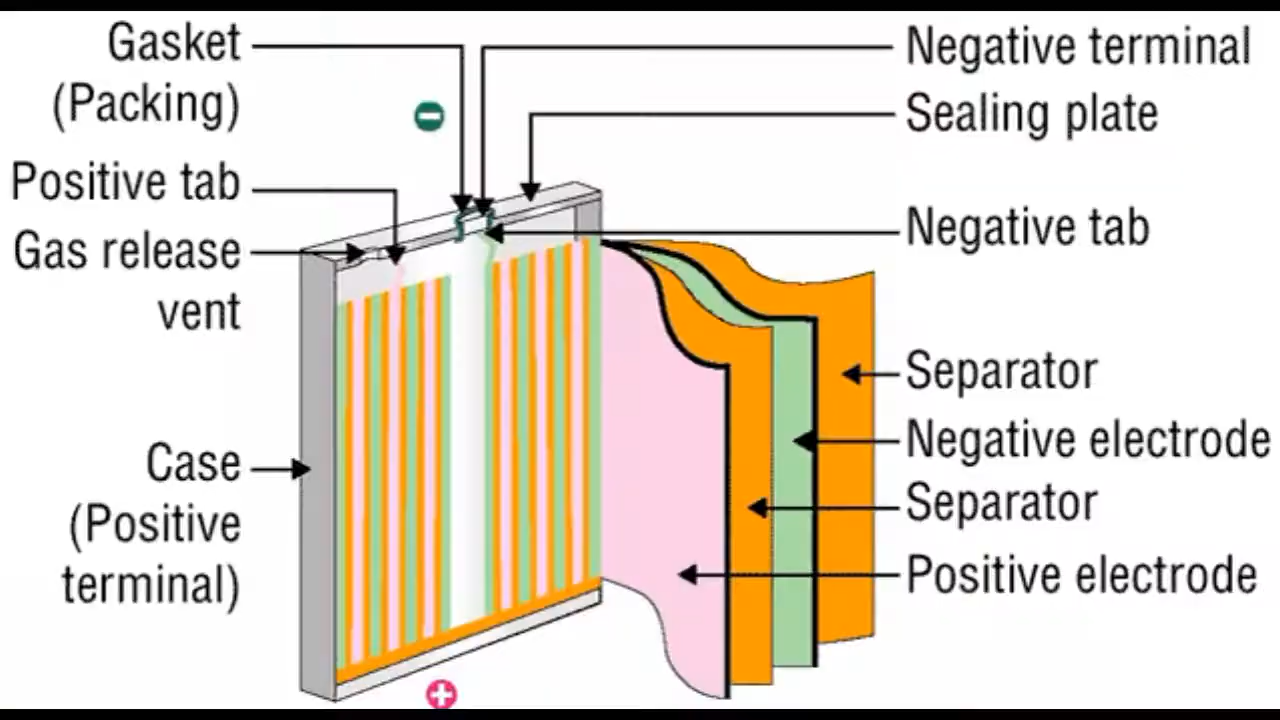 Gasket
(Packing)
Positive tab
Gas release
vent
Case
(Positive
terminal)
Negative terminal
Sealing plate
Negative tab
Separator
Negative electrode
Separator
Positive electrode